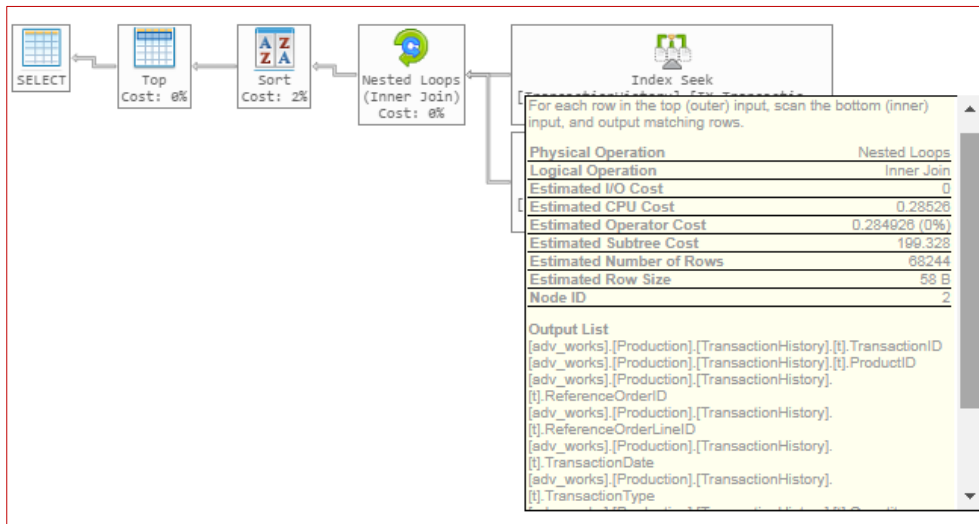 SELECT
Top
Cost: 0%
Sort
Cost: 2%
Nested Loops
(Inner Join)
Cost: 0%
Index Seek
For each row in the top (outer) input, scan the bottom (inner)
input, and output matching rows.
Physical Operation Nested Loops
Logical Operation Inner Join
Estimated I/O Cost 0
Estimated CPU Cost 0.28526
Estimated Operator Cost 0.284926 (0%)
Estimated Subtree Cost 199.328
Estimated Number of Rows 68244
Estimated Row Size 58 B
Node ID 2
Output List
[adv_works].[Production].[TransactionHistory].[t].TransactionID
[adv_works].[Production].[TransactionHistory].[t].ProductID
[adv_works].[Production].[TransactionHistory].
[t].ReferenceOrderID
[adv_works].[Production].[TransactionHistory].
[t].ReferenceOrderLineID
[adv_works].[Production].[TransactionHistory].
[t].TransactionDate
[adv_works].[Production].[TransactionHistory].
[t].TransactionType